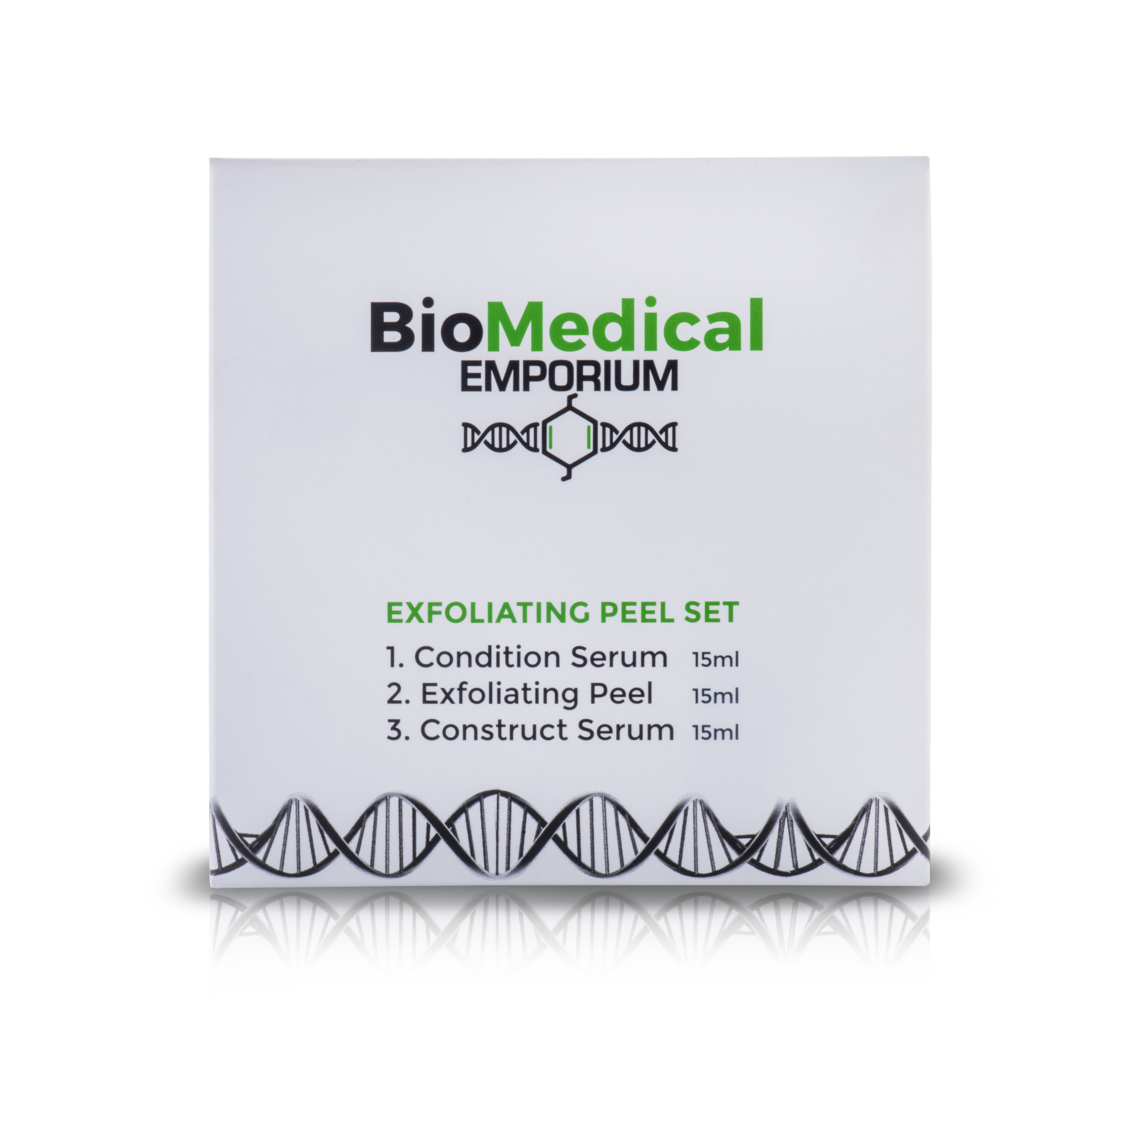 BioMedical
EMPORIUM
EXFOLIATING PEEL SET
1. Condition Serum 15ml
2. Exfoliating Peel 15ml
3. Construct Serum 15ml